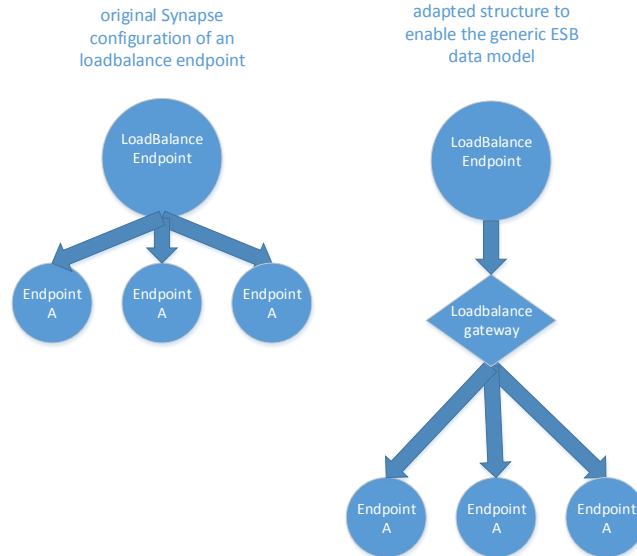 original Synapse
configuration of an
loadbalance endpoint
LoadBalance
Endpoint
Endpoint
A
Endpoint
A
Endpoint
A
adapted structure to
enable the generic ESB
data model
LoadBalance
Endpoint
Loadbalance
gateway
Endpoint
A
Endpoint
A
Endpoint
A